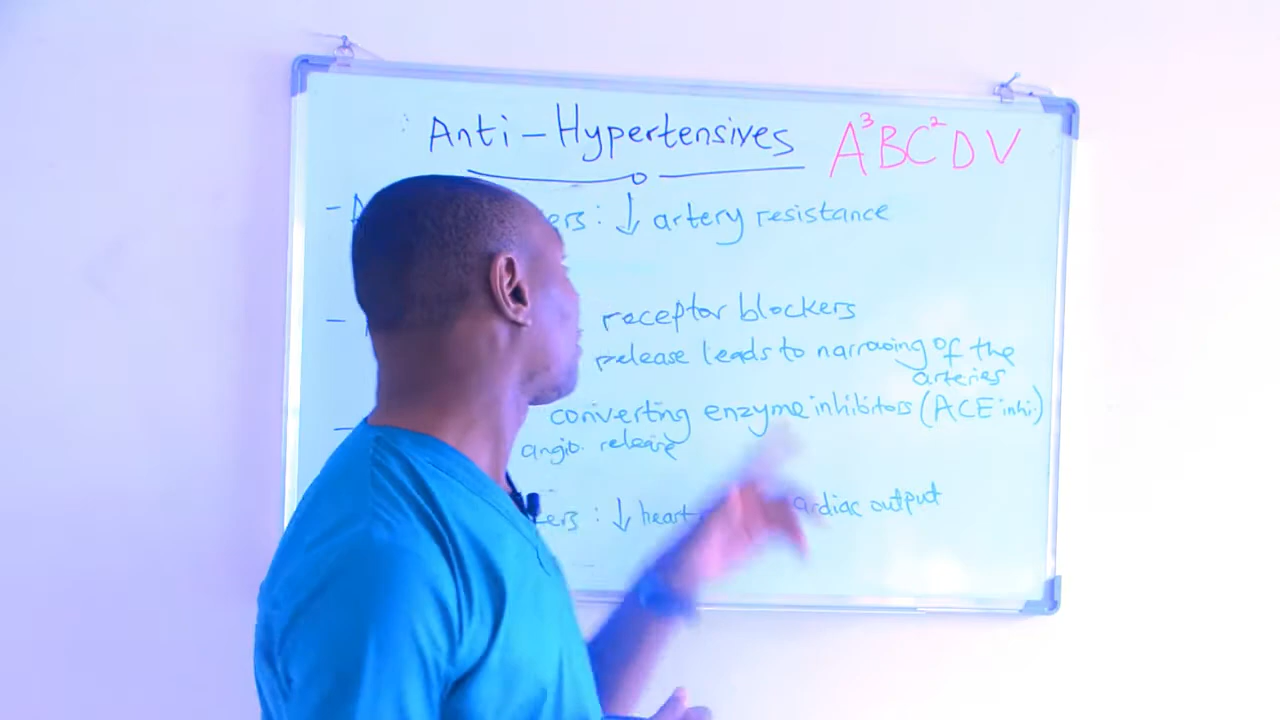 Anti-Hypertensives A³BC²DV
ers: ↓ artery resistance
receptor blockers
release leads to narrowing of the
arteries
converting enzyme inhibitors (ACE inhi.)
angio. release
ers: ↓ heart ardiac output